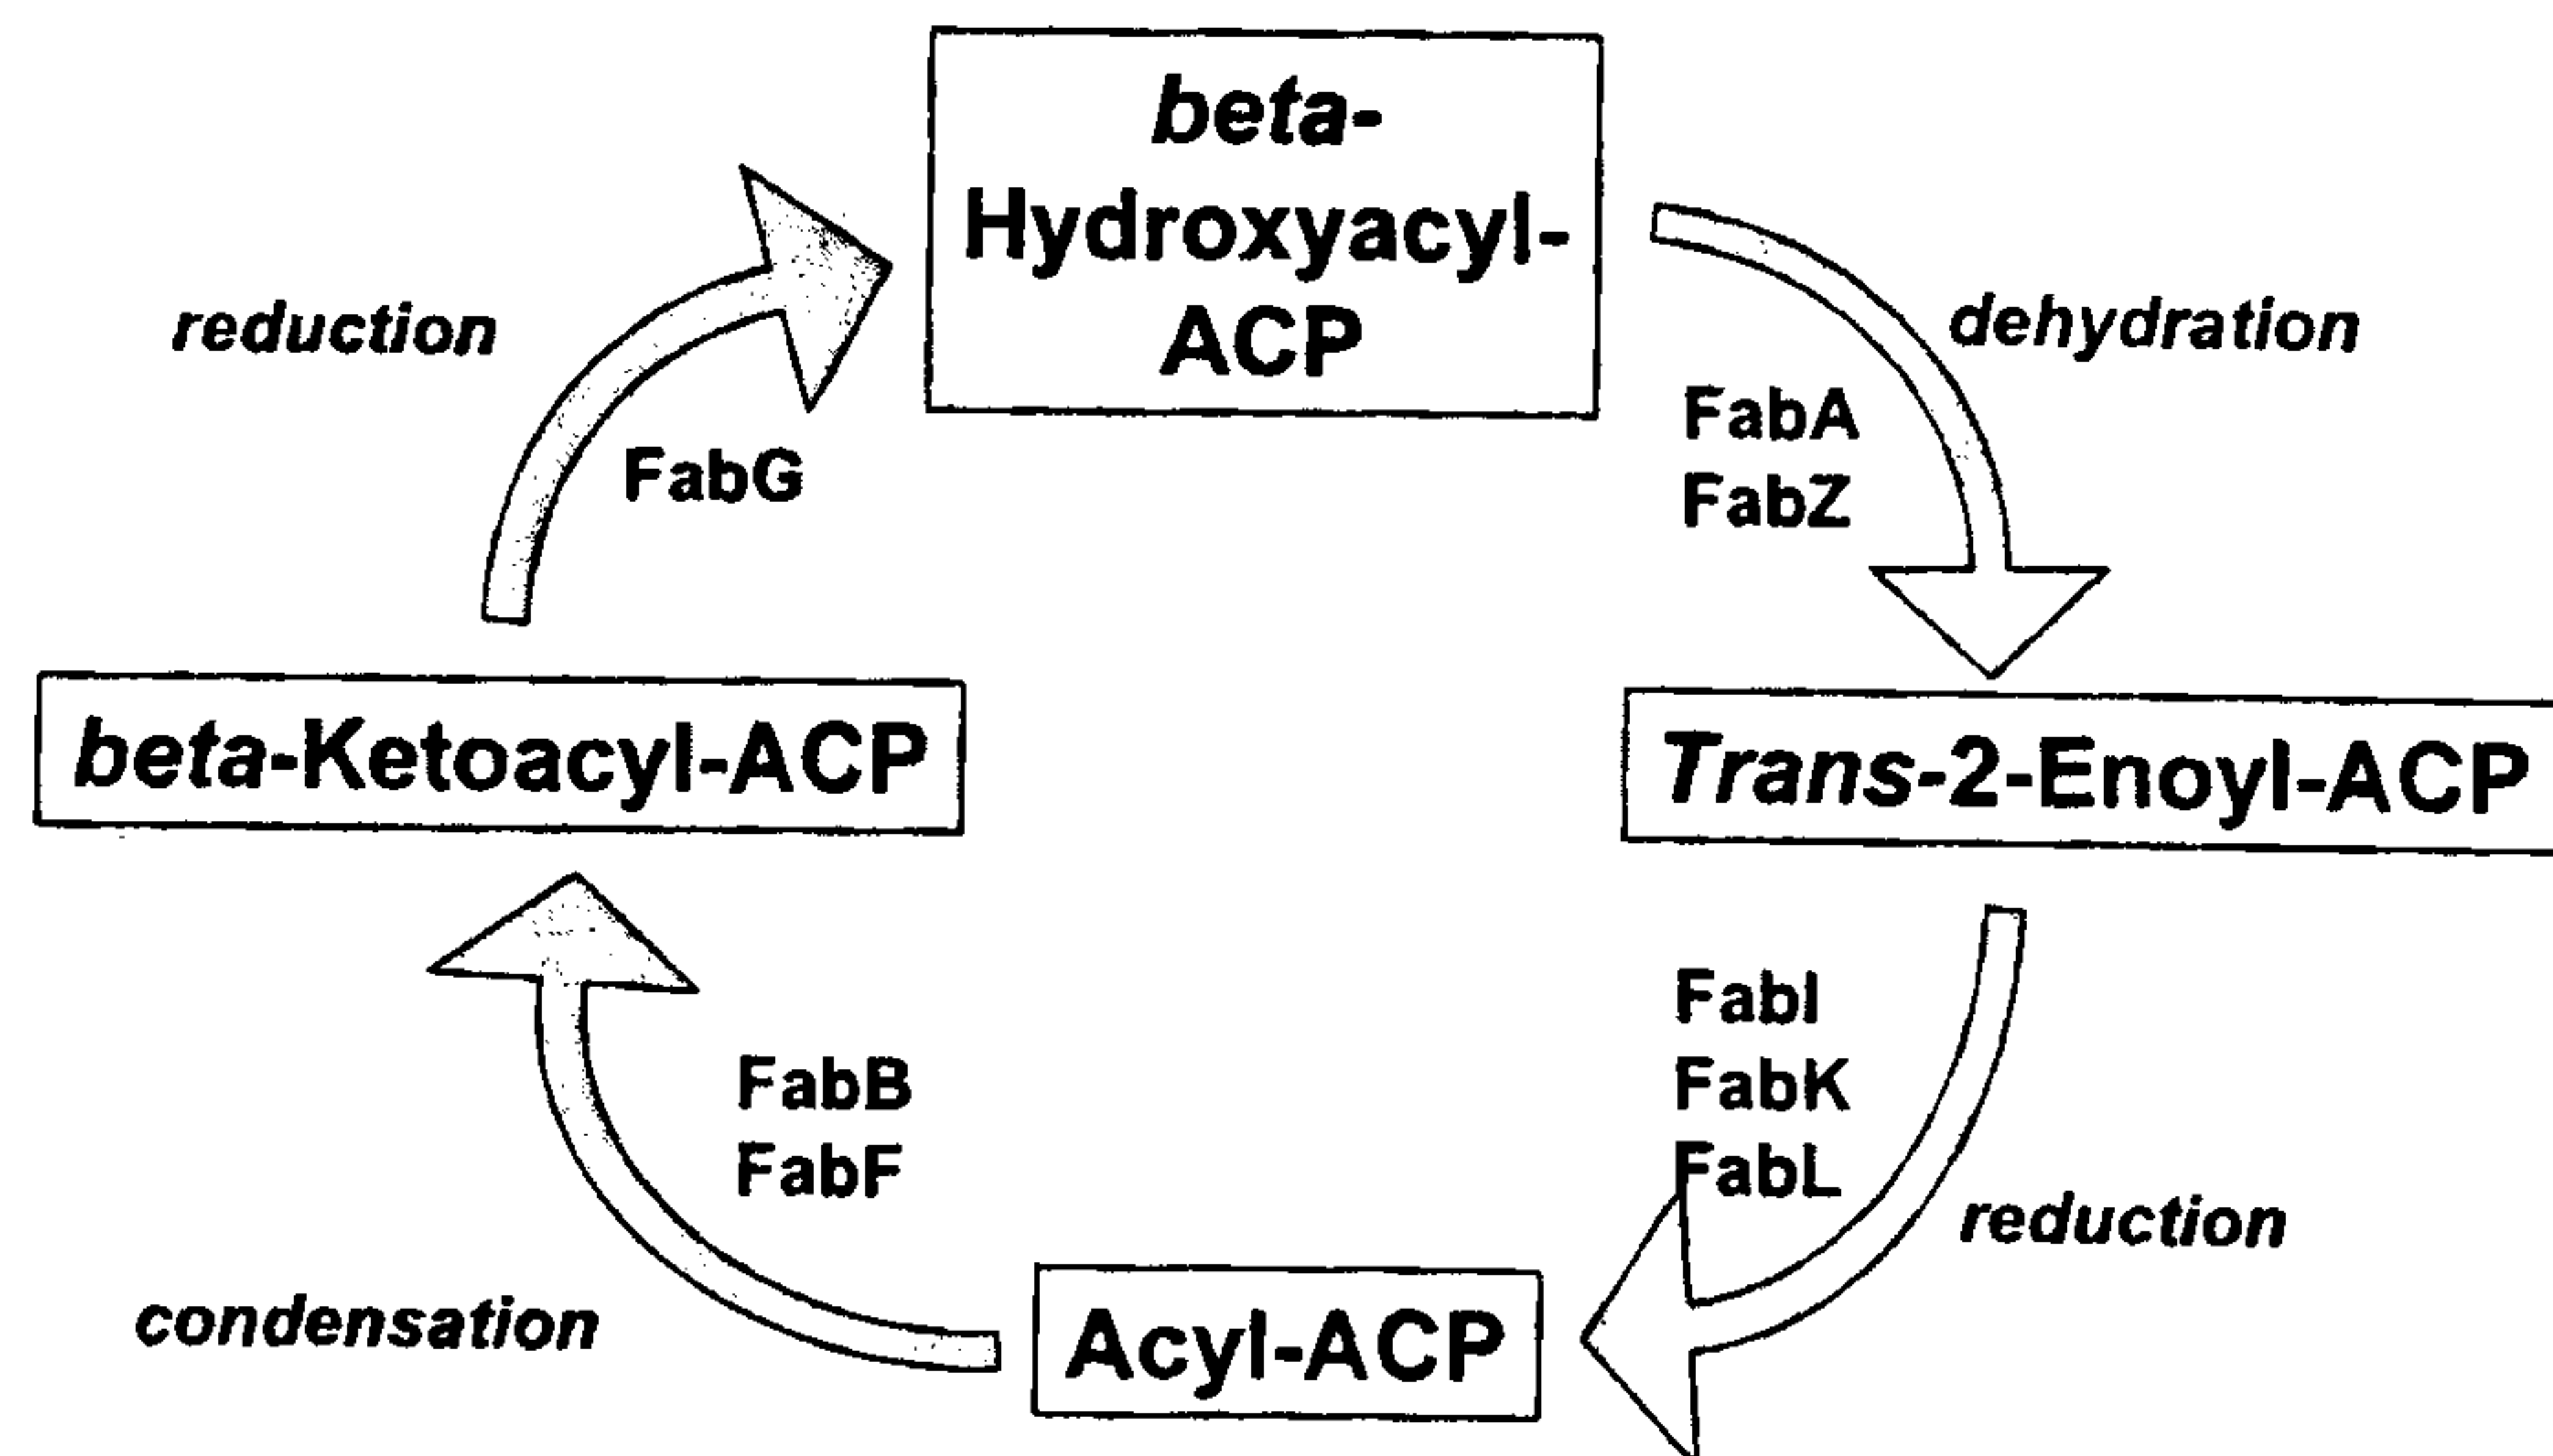 beta-
Hydroxyacyl-
ACP
reduction
dehydration
FabG
FabA
FabZ
beta-Ketoacyl-ACP
Trans-2-Enoyl-ACP
FabB
FabF
FabI
FabK
FabL
reduction
condensation
Acyl-ACP